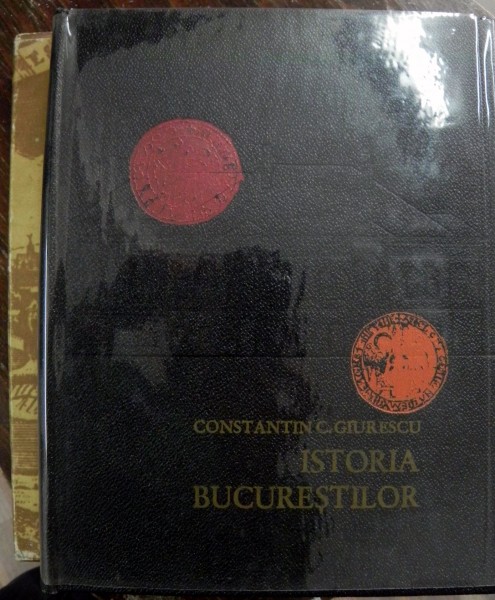 CONSTANTIN C. GIURESCU
ISTORIA
BUCUREȘTILOR